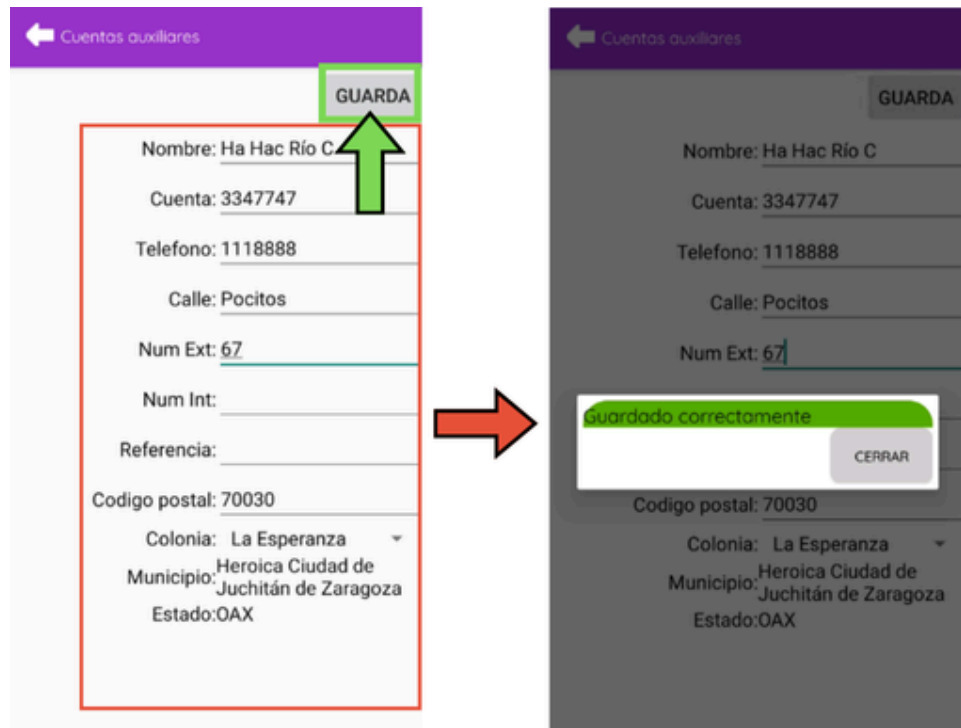 Cuentas auxiliares
GUARDA
Nombre: Ha Hac Río C
Cuenta: 3347747
Telefono: 1118888
Calle: Pocitos
Num Ext: 67
Num Int:
Referencia:
Codigo postal: 70030
Colonia: La Esperanza
Municipio: Heroica Ciudad de
Juchitán de Zaragoza
Estado:OAX
Cuentas auxiliares
GUARDA
Nombre: Ha Hac Río C
Cuenta: 3347747
Telefono: 1118888
Calle: Pocitos
Num Ext: 67
Guardado correctamente
CERRAR
Codigo postal: 70030
Colonia: La Esperanza
Municipio: Heroica Ciudad de
Juchitán de Zaragoza
Estado:OAX